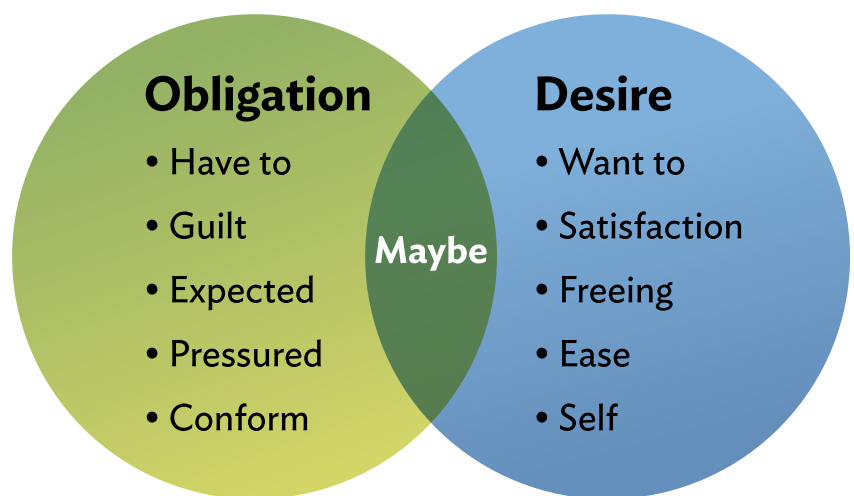 Obligation
• Have to
• Guilt
• Expected
• Pressured
• Conform
Maybe
Desire
• Want to
• Satisfaction
• Freeing
• Ease
• Self